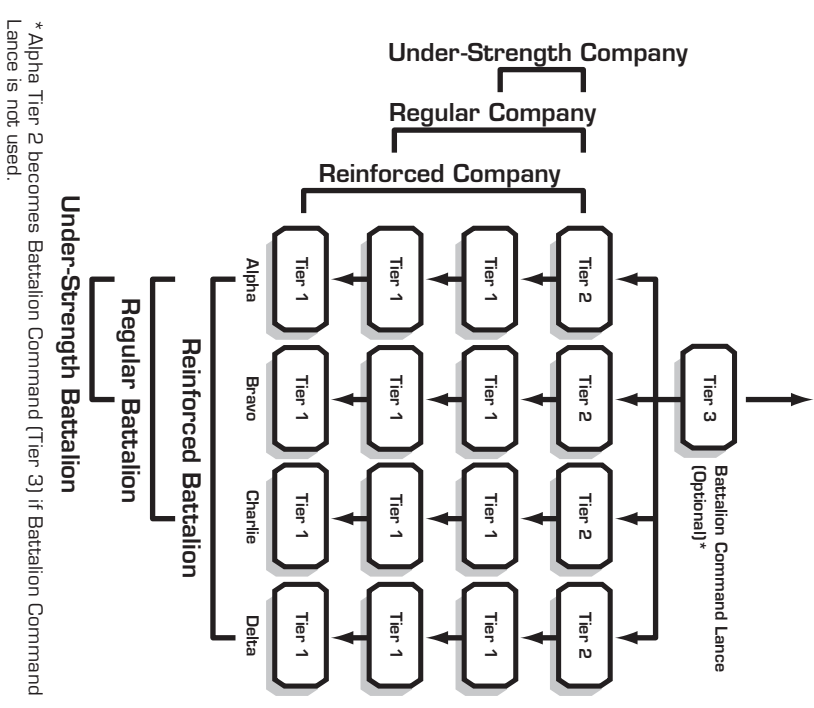 Under-Strength Company
Regular Company
Reinforced Company
Battalion Command Lance
(Optional)*
Tier 3
Tier 2
Tier 2
Tier 2
Tier 2
Tier 1
Tier 1
Tier 1
Tier 1
Tier 1
Tier 1
Tier 1
Tier 1
Tier 1
Tier 1
Tier 1
Tier 1
Alpha
Bravo
Charlie
Delta
Reinforced Battalion
Regular Battalion
Under-Strength Battalion
* Alpha Tier 2 becomes Battalion Command (Tier 3) if Battalion Command
Lance is not used.